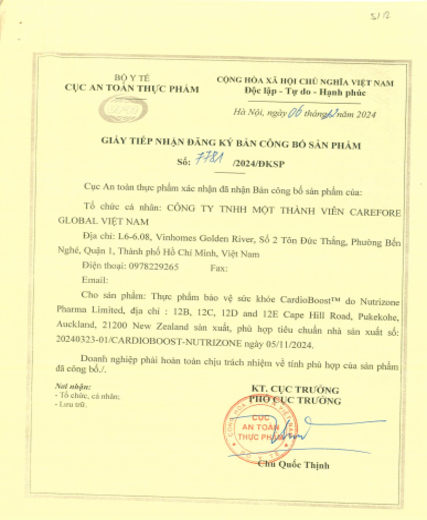 5/12
BỘ Y TẾ
CỤC AN TOÀN THỰC PHẨM
CỘNG HÒA XÃ HỘI CHỦ NGHĨA VIỆT NAM
Độc lập - Tự do - Hạnh phúc
Hà Nội, ngày 06 tháng 12 năm 2024
GIẤY TIẾP NHẬN ĐĂNG KÝ BẢN CÔNG BỐ SẢN PHẨM
Số: 7781 /2024/ĐKSP
Cục An toàn thực phẩm xác nhận đã nhận Bản công bố sản phẩm của:
Tổ chức cá nhân: CÔNG TY TNHH MỘT THÀNH VIÊN CAREFORE
GLOBAL VIỆT NAM
Địa chỉ: L6-6.08, Vinhomes Golden River, Số 2 Tôn Đức Thắng, Phường Bến
Nghé, Quận 1, Thành phố Hồ Chí Minh, Việt Nam
Điện thoại: 0978229265 Fax:
Email:
Cho sản phẩm: Thực phẩm bảo vệ sức khỏe CardioBoost™ do Nutrizone
Pharma Limited, địa chỉ : 12B, 12C, 12D and 12E Cape Hill Road, Pukekohe,
Auckland, 21200 New Zealand sản xuất, phù hợp tiêu chuẩn nhà sản xuất số:
20240323-01/CARDIOBOOST-NUTRIZONE ngày 05/11/2024.
Doanh nghiệp phải hoàn toàn chịu trách nhiệm về tính phù hợp của sản phẩm
đã công bố./.
Nơi nhận:
- Tổ chức, cá nhân;
- Lưu trữ.
KT. CỤC TRƯỞNG
PHÓ CỤC TRƯỞNG
CỤC
AN TOÀN
THỰC PHẨM
Chu Quốc Thịnh